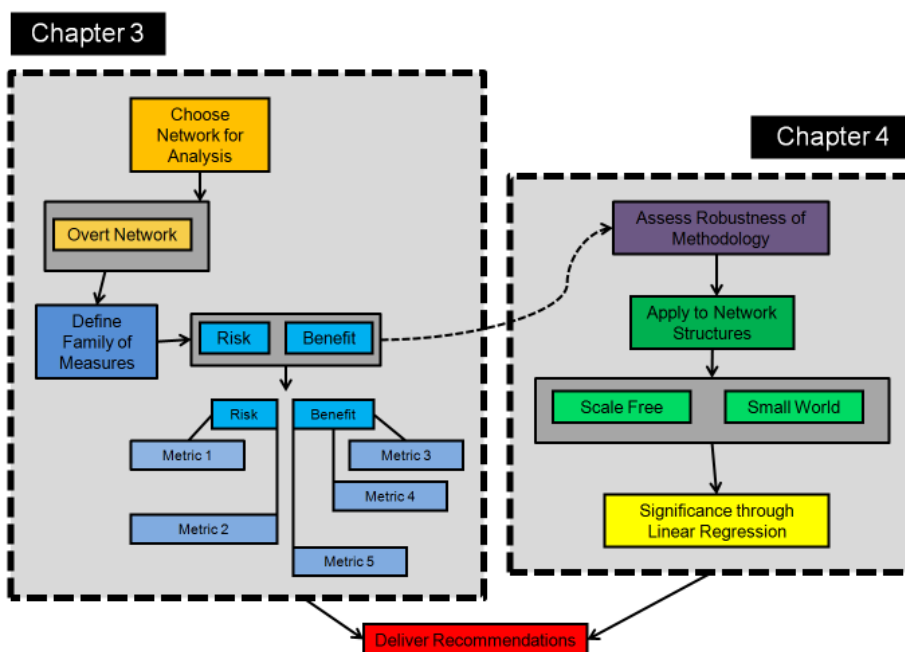 Chapter 3
Choose
Network for
Analysis
Overt Network
Define
Family of
Measures
Risk
Benefit
Risk
Benefit
Metric 1
Metric 2
Metric 3
Metric 4
Metric 5
Chapter 4
Assess Robustness of
Methodology
Apply to Network
Structures
Scale Free
Small World
Significance through
Linear Regression
Deliver Recommendations